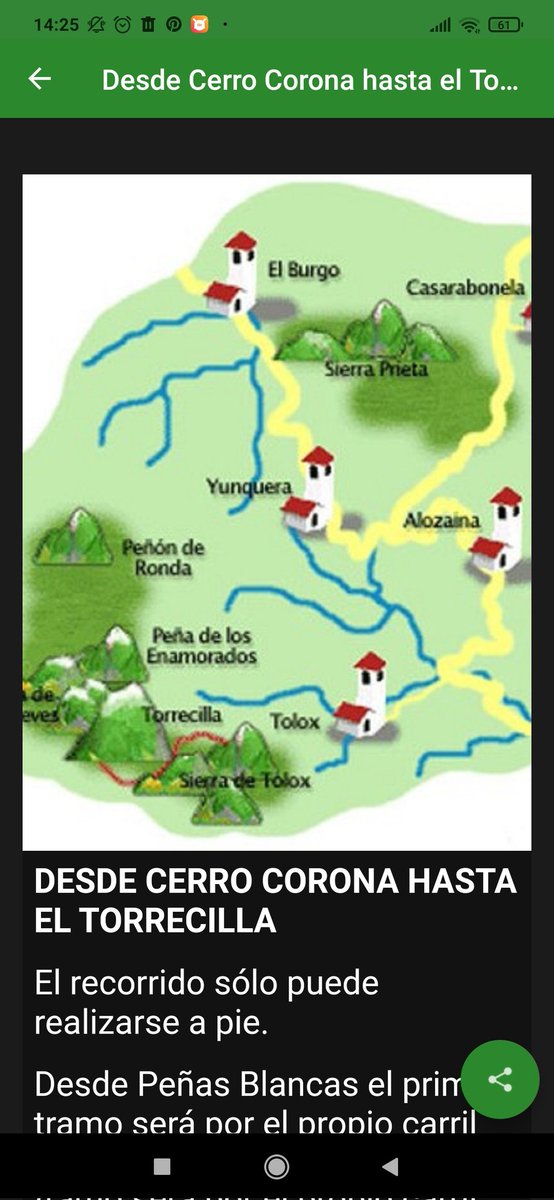 14:25
61
Desde Cerro Corona hasta el To...
El Burgo
Casarabonela
Sierra Prieta
Yunquera
Alozaina
Peñón de
Ronda
Peña de los
Enamorados
de
eves
Torrecilla
Tolox
Sierra de Tolox
DESDE CERRO CORONA HASTA
EL TORRECILLA
El recorrido sólo puede
realizarse a pie.
Desde Peñas Blancas el prim
tramo será por el propio carril